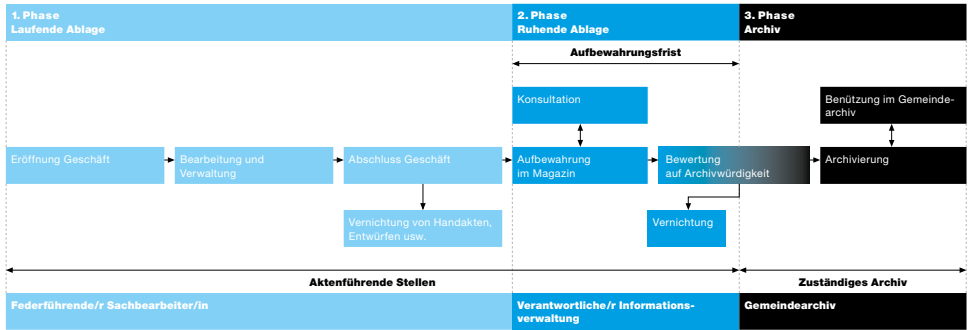 1. Phase
Laufende Ablage
2. Phase
Ruhende Ablage
3. Phase
Archiv
Aufbewahrungsfrist
Konsultation
Benützung im Gemeinde-
archiv
Eröffnung Geschäft
Bearbeitung und
Verwaltung
Abschluss Geschäft
Aufbewahrung
im Magazin
Bewertung
auf Archivwürdigkeit
Archivierung
Vernichtung von Handakten,
Entwürfen usw.
Vernichtung
Aktenführende Stellen
Zuständiges Archiv
Federführende/r Sachbearbeiter/in
Verantwortliche/r Informations-
verwaltung
Gemeindearchiv